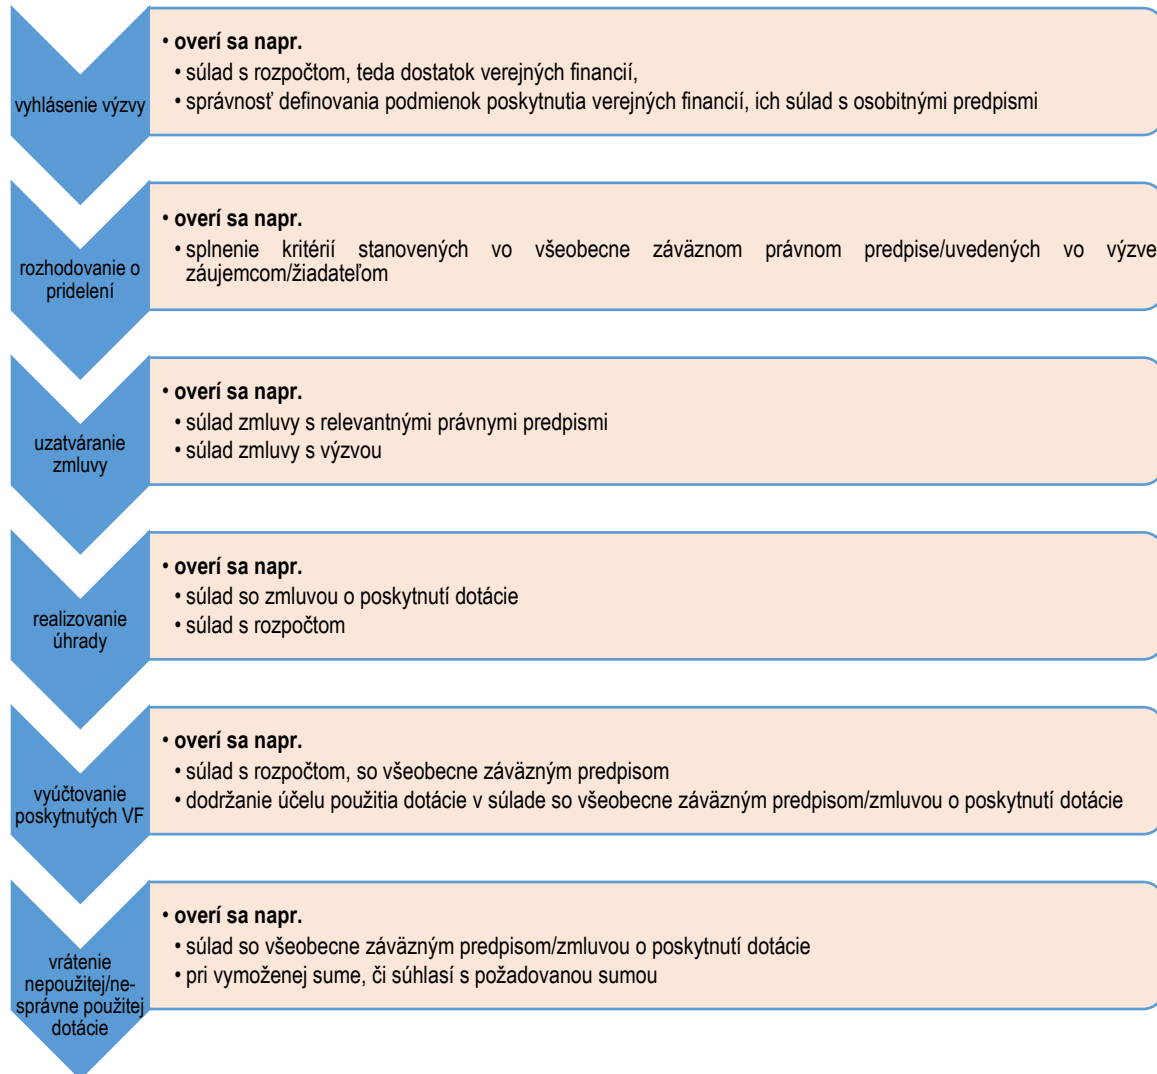 vyhlásenie výzvy
• overí sa napr.
• súlad s rozpočtom, teda dostatok verejných financií,
• správnosť definovania podmienok poskytnutia verejných financií, ich súlad s osobitnými predpismi
rozhodovanie o
pridelení
• overí sa napr.
• splnenie kritérií stanovených vo všeobecne záväznom právnom predpise/uvedených vo výzve
záujemcom/žiadateľom
uzatváranie
zmluvy
• overí sa napr.
• súlad zmluvy s relevantnými právnymi predpismi
• súlad zmluvy s výzvou
realizovanie
úhrady
• overí sa napr.
• súlad so zmluvou o poskytnutí dotácie
• súlad s rozpočtom
vyúčtovanie
poskytnutých VF
• overí sa napr.
• súlad s rozpočtom, so všeobecne záväzným predpisom
• dodržanie účelu použitia dotácie v súlade so všeobecne záväzným predpisom/zmluvou o poskytnutí dotácie
vrátenie
nepoužitej/ne-
správne použitej
dotácie
• overí sa napr.
• súlad so všeobecne záväzným predpisom/zmluvou o poskytnutí dotácie
• pri vymoženej sume, či súhlasí s požadovanou sumou